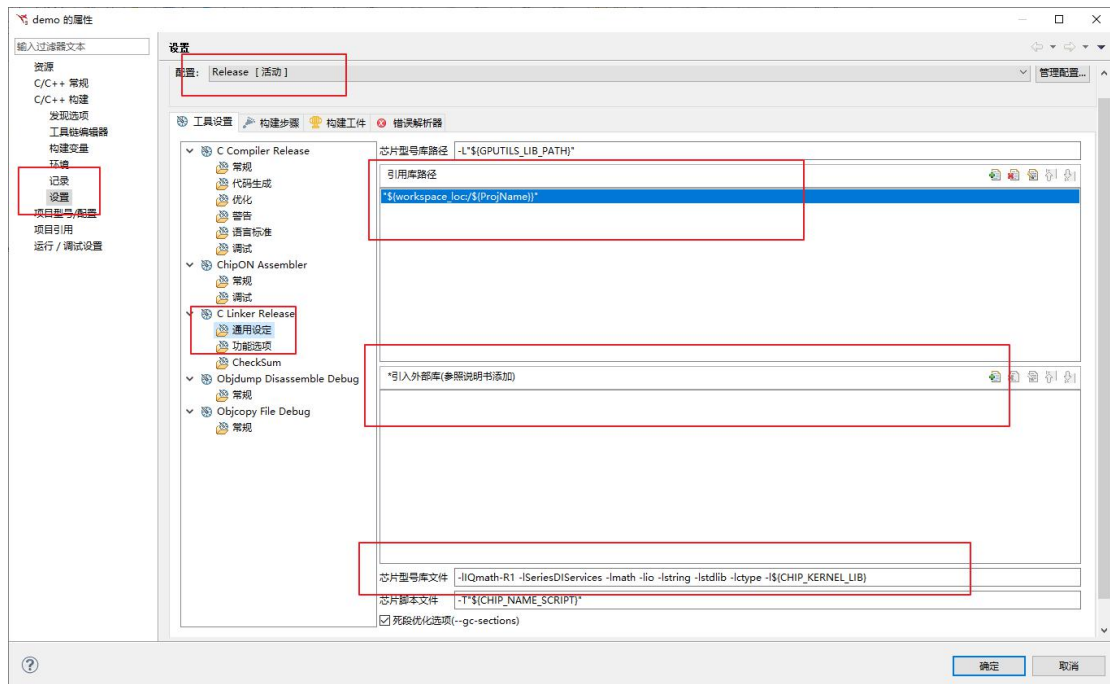 demo 的属性
输入过滤器文本
设置
资源
C/C++ 常规
C/C++ 构建
发现选项
工具链编辑器
构建变量
环境
记录
设置
项目型号/配置
项目引用
运行 / 调试设置
配置: Release [ 活动 ]
管理配置...
工具设置 构建步骤 构建工件 错误解析器
C Compiler Release
常规
代码生成
优化
警告
语言标准
调试
ChipON Assembler
常规
调试
C Linker Release
通用设定
功能选项
CheckSum
Objdump Disassemble Debug
常规
Objcopy File Debug
常规
芯片型号库路径 -L"${GPUTILS_LIB_PATH}"
引用库路径
"${workspace_loc:/${ProjName}}"
*引入外部库(参照说明书添加)
芯片型号库文件 -lIQmath-R1 -lSeriesDIServices -lmath -lio -lstring -lstdlib -lctype -l${CHIP_KERNEL_LIB}
芯片脚本文件 -T"${CHIP_NAME_SCRIPT}"
死段优化选项(--gc-sections)
确定
取消